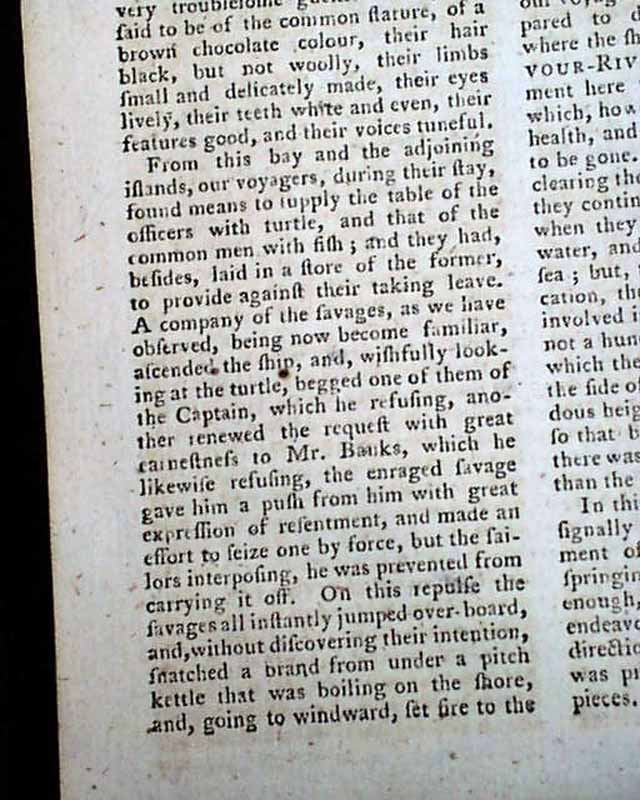 very troublesome
ſaid to be of the common ſtature, of a
brown chocolate colour, their hair
black, but not woolly, their limbs
ſmall and delicately made, their eyes
lively, their teeth white and even, their
features good, and their voices tuneful.
From this bay and the adjoining
iſlands, our voyagers, during their ſtay,
found means to ſupply the table of the
officers with turtle, and that of the
common men with fiſh ; and they had,
beſides, laid in a ſtore of the former,
to provide againſt their taking leave.
A company of the ſavages, as we have
obſerved, being now become familiar,
aſcended the ſhip, and, wiſhfully look-
ing at the turtle, begged one of them of
the Captain, which he refuſing, ano-
ther renewed the requeſt with great
earneſtneſs to Mr. Banks, which he
likewiſe refuſing, the enraged ſavage
gave him a puſh from him with great
expreſſion of reſentment, and made an
effort to ſeize one by force, but the ſai-
lors interpoſing, he was prevented from
carrying it off. On this repulſe the
ſavages all inſtantly jumped over-board,
and, without diſcovering their intention,
ſnatched a brand from under a pitch
kettle that was boiling on the ſhore,
and, going to windward, ſet fire to the
pared to
where the
VOUR-RIV
ment here
which, how
health, and
to be gone.
clearing the
they contin
when they
water, and
ſea ; but,
cation, the
involved i
not a hun
which the
the ſide of
dous heig
ſo that b
there was
than the
In thi
ſignally
ment of
ſpringin
enough,
endeavo
directio
was pr
pieces.